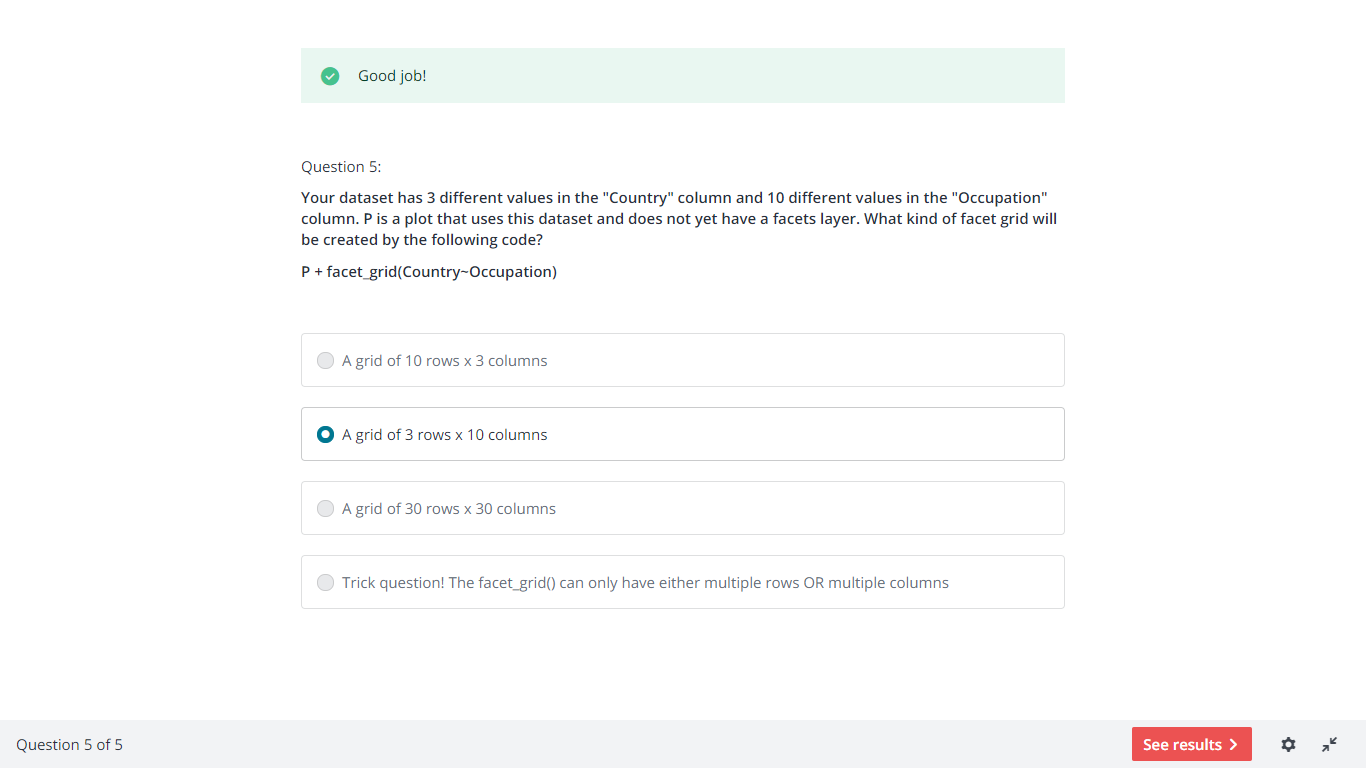 Good job!
Question 5:
Your dataset has 3 different values in the "Country" column and 10 different values in the "Occupation"
column. P is a plot that uses this dataset and does not yet have a facets layer. What kind of facet grid will
be created by the following code?
P + facet_grid(Country~Occupation)
A grid of 10 rows x 3 columns
A grid of 3 rows x 10 columns
A grid of 30 rows x 30 columns
Trick question! The facet_grid() can only have either multiple rows OR multiple columns
Question 5 of 5
See results